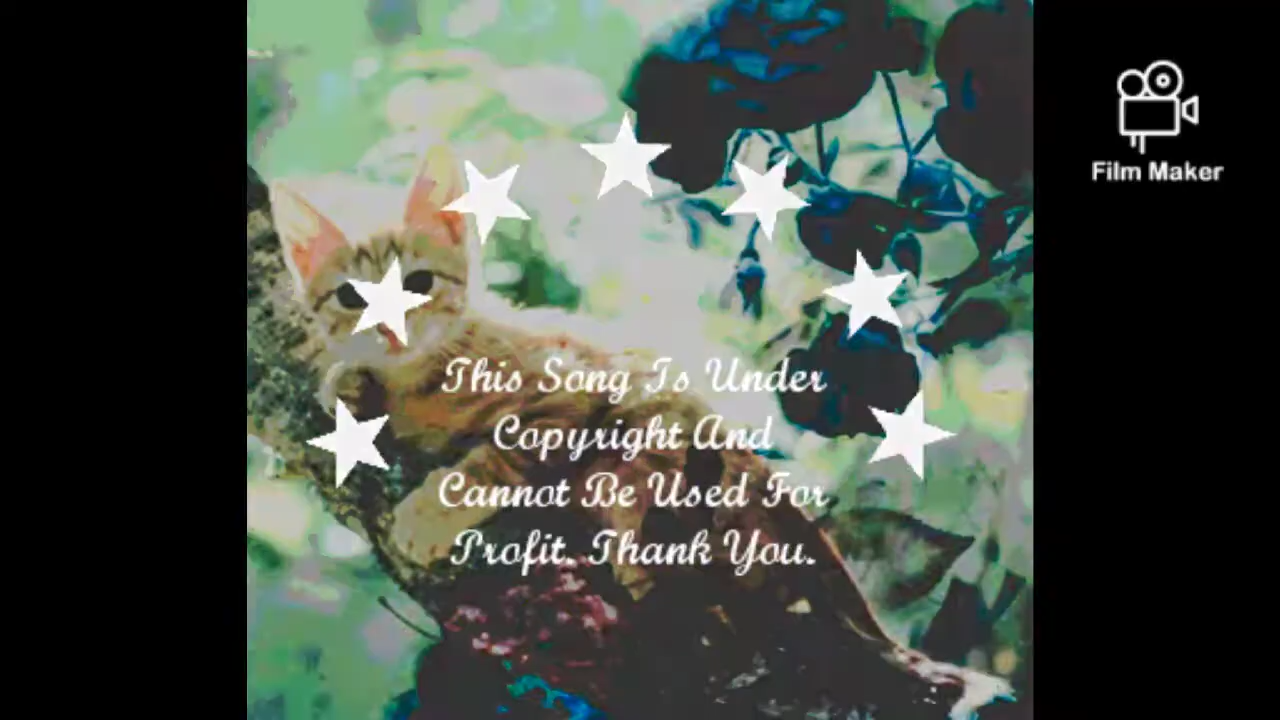 Film Maker
This Song Is Under
Copyright And
Cannot Be Used For
Profit. Thank You.